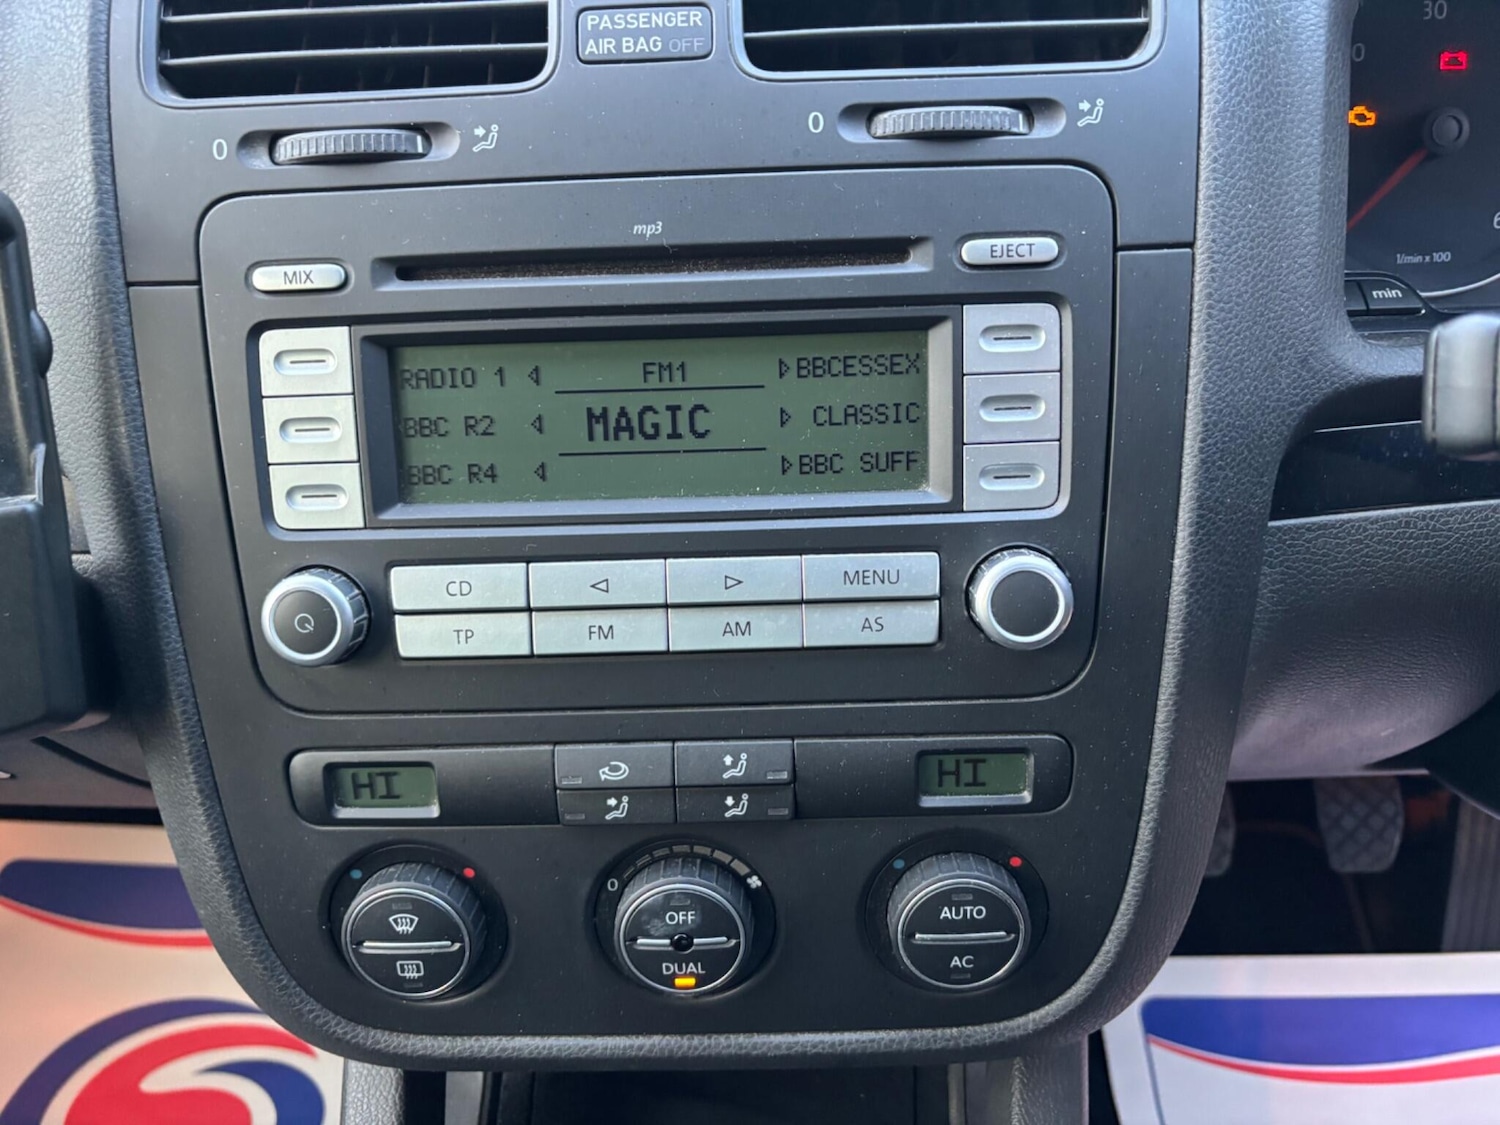 PASSENGER
AIR BAG OFF
30
0
0
0
6
1/min x 100
min
mp3
MIX
EJECT
RADIO 1
FM1
BBCESSEX
BBC R2
MAGIC
CLASSIC
BBC R4
BBC SUFF
CD
MENU
TP
FM
AM
AS
HI
HI
0
OFF
DUAL
AUTO
AC